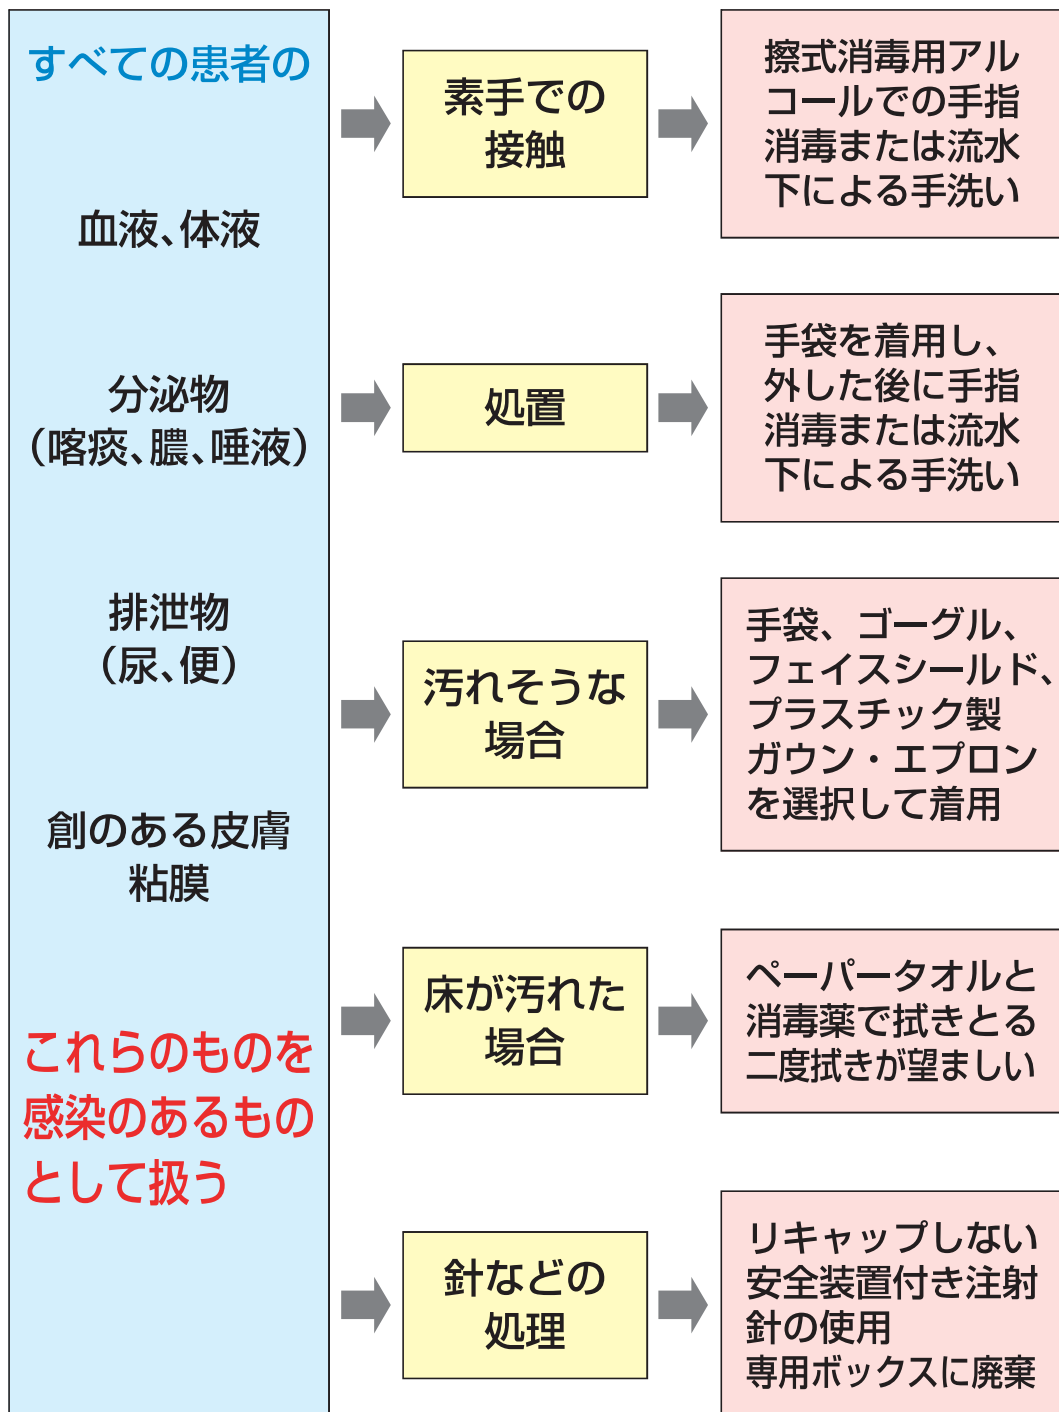 すべての患者の
血液、体液
分泌物
（喀痰、膿、唾液）
排泄物
（尿、便）
創のある皮膚
粘膜
これらのものを
感染のあるもの
として扱う
素手での
接触
擦式消毒用アル
コールでの手指
消毒または流水
下による手洗い
処置
手袋を着用し、
外した後に手指
消毒または流水
下による手洗い
汚れそうな
場合
手袋、ゴーグル、
フェイスシールド、
プラスチック製
ガウン・エプロン
を選択して着用
床が汚れた
場合
ペーパータオルと
消毒薬で拭きとる
二度拭きが望ましい
針などの
処理
リキャップしない
安全装置付き注射
針の使用
専用ボックスに廃棄